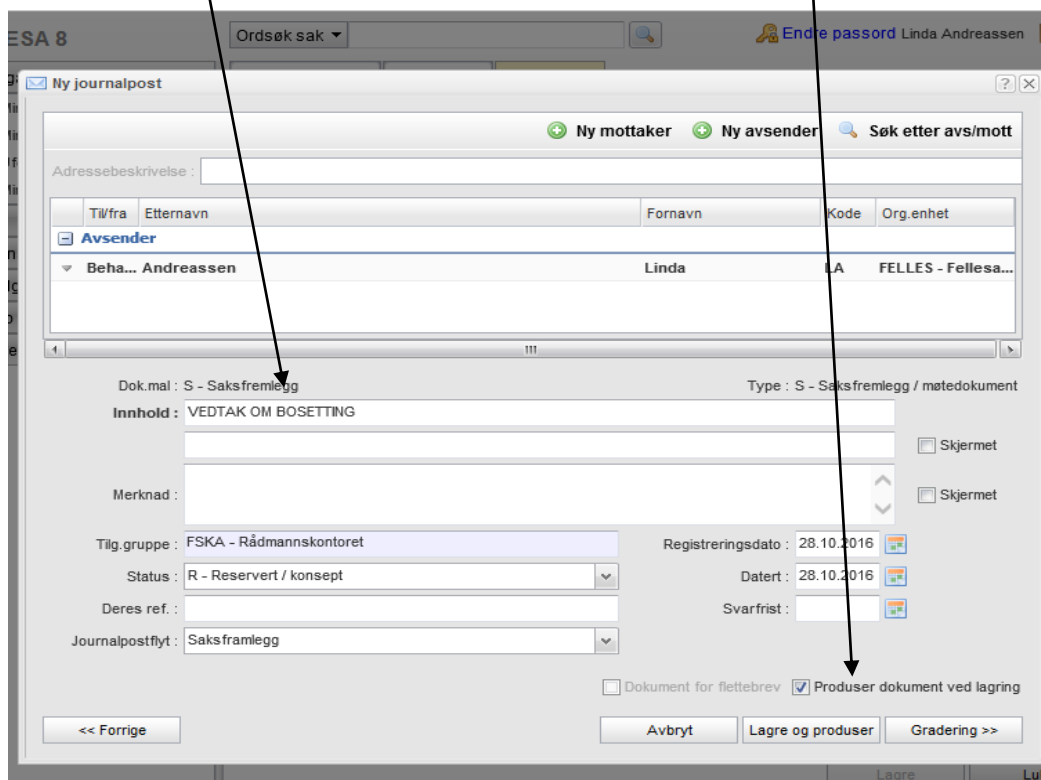 ESA 8
Ordsøk sak
Endre passord Linda Andreassen
Ny journalpost
Ny mottaker Ny avsender Søk etter avs/mott
Adressebeskrivelse :
Til/fra Etternavn Fornavn Kode Org.enhet
Avsender
Beha... Andreassen Linda LA FELLES - Fellesa...
Dok.mal : S - Saksfremlegg Type : S - Saksfremlegg / møtedokument
Innhold : VEDTAK OM BOSETTING
Skjermet
Merknad : Skjermet
Tilg.gruppe : FSKA - Rådmannskontoret Registreringsdato : 28.10.2016
Status : R - Reservert / konsept Datert : 28.10.2016
Deres ref. : Svarfrist :
Journalpostflyt : Saksframlegg
Dokument for flettebrev Produser dokument ved lagring
<< Forrige Avbryt Lagre og produser Gradering >>
Lagre Lu